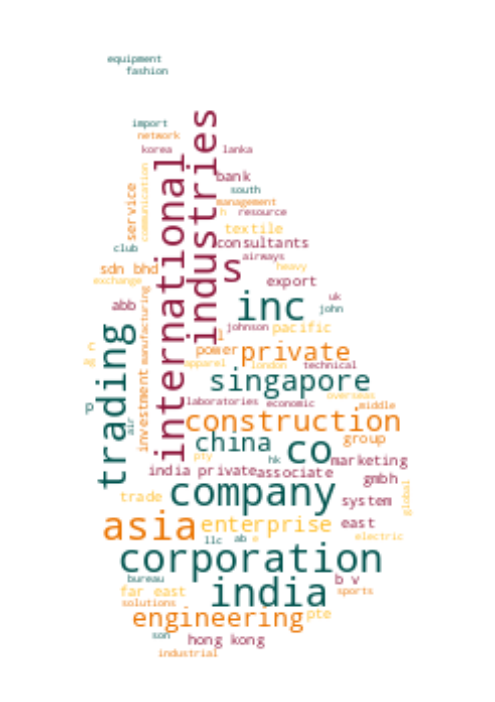 equipment
fashion
import
network
korea
lanka
industries
international
communication
service
bank
south
management
h resource
textile
consultants
club
airways
s
sdn bhd
heavy
exchange
export
manufacturing
abb
inc
uk
john
trading
johnson
pacific
l
c
ag
power
private
apparel
london
technical
investment
singapore
overseas
p
laboratories
economic
middle
air
construction
china
co
group
pty
hk
marketing
india private
associate
gmbh
company
system
global
trade
asia
enterprise
east
llc
ab
e
electric
corporation
bureau
india
b v
far east
sports
solutions
engineering
pte
son
hong kong
industrial